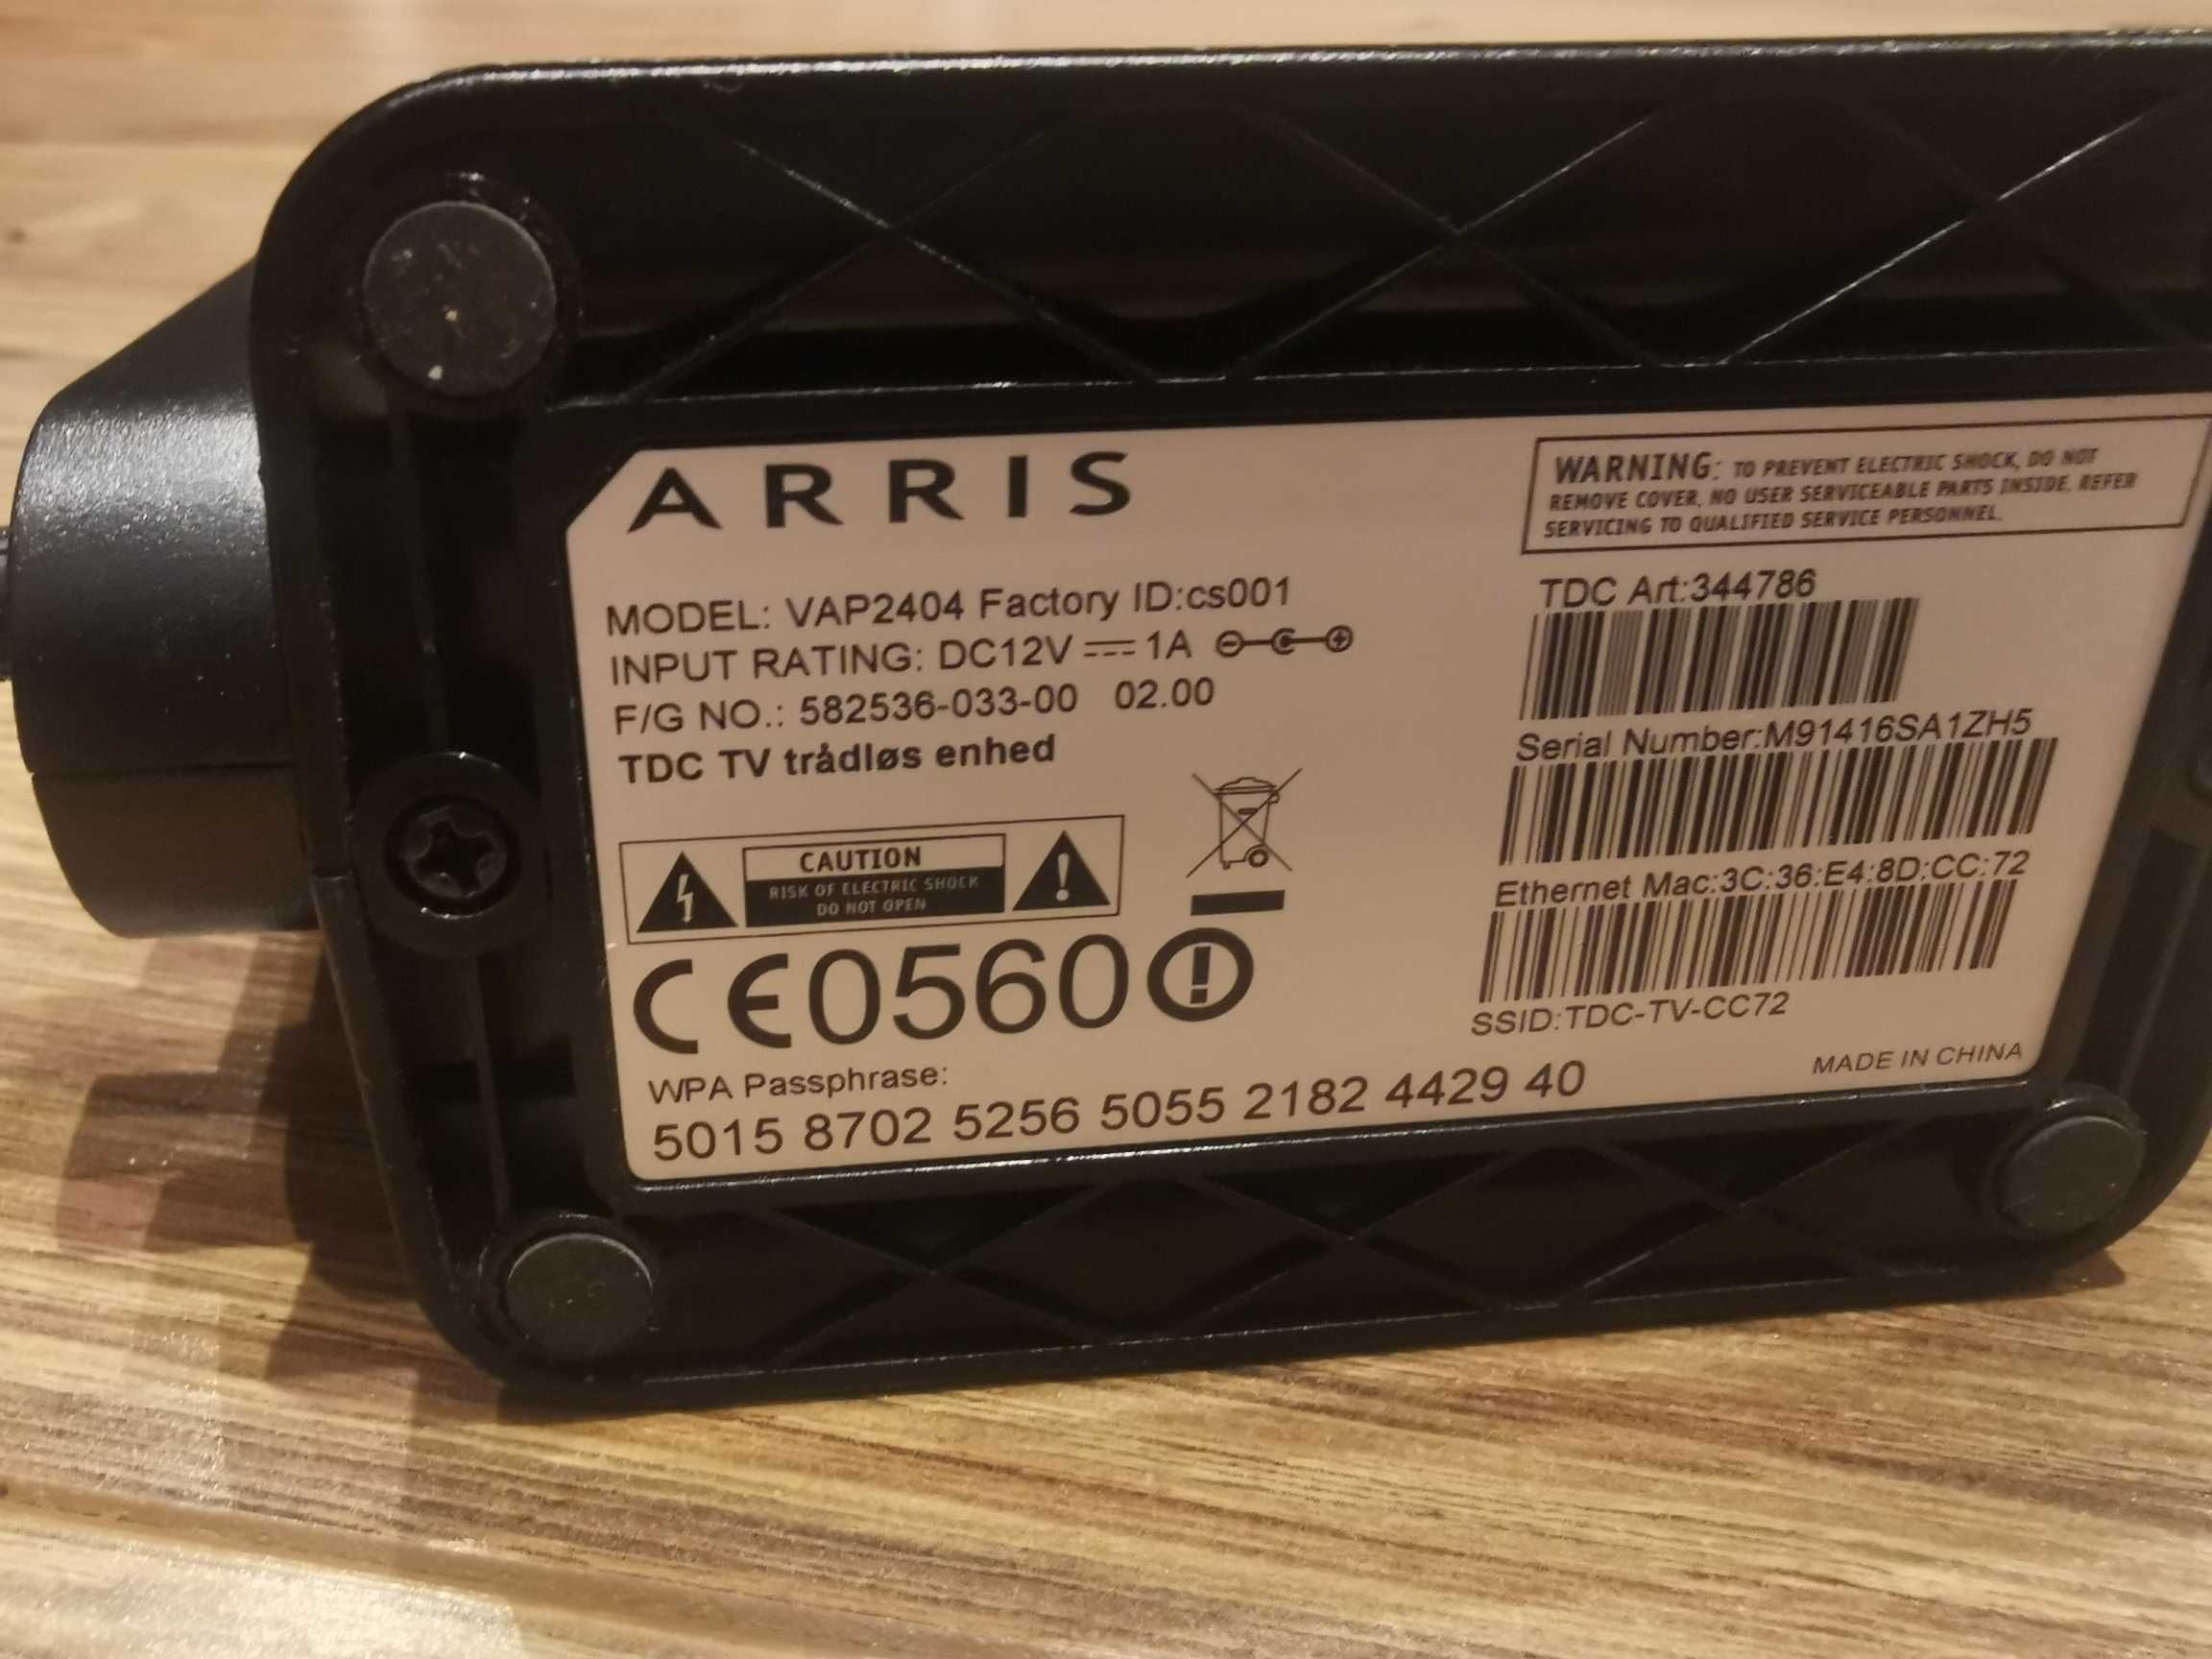 ARRIS
MODEL: VAP2404 Factory ID:cs001
INPUT RATING: DC12V 1A
F/G NO.: 582536-033-00 02.00
TDC TV trådløs enhed
CAUTION
RISK OF ELECTRIC SHOCK
DO NOT OPEN
CE0560
WPA Passphrase:
5015 8702 5256 5055 2182 4429 40
WARNING: TO PREVENT ELECTRIC SHOCK, DO NOT
REMOVE COVER. NO USER SERVICEABLE PARTS INSIDE. REFER
SERVICING TO QUALIFIED SERVICE PERSONNEL.
TDC Art:344786
Serial Number:M91416SA1ZH5
Ethernet Mac:3C:36:E4:8D:CC:72
SSID:TDC-TV-CC72
MADE IN CHINA